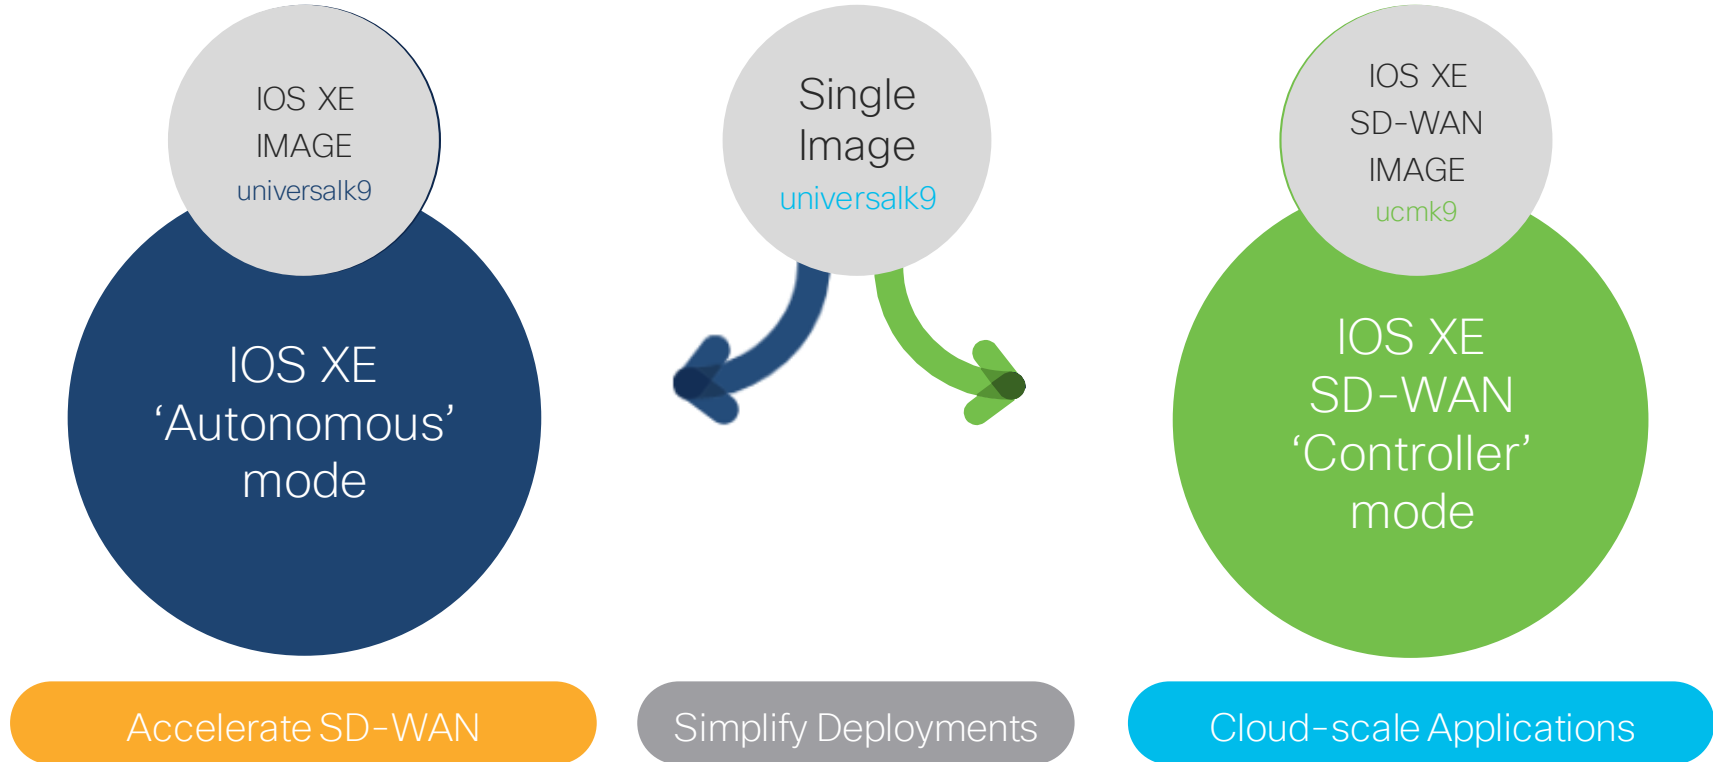 IOS XE
IMAGE
universalk9
IOS XE
‘Autonomous’
mode
Single
Image
universalk9
IOS XE
SD-WAN
IMAGE
ucmk9
IOS XE
SD-WAN
‘Controller’
mode
Accelerate SD-WAN
Simplify Deployments
Cloud-scale Applications